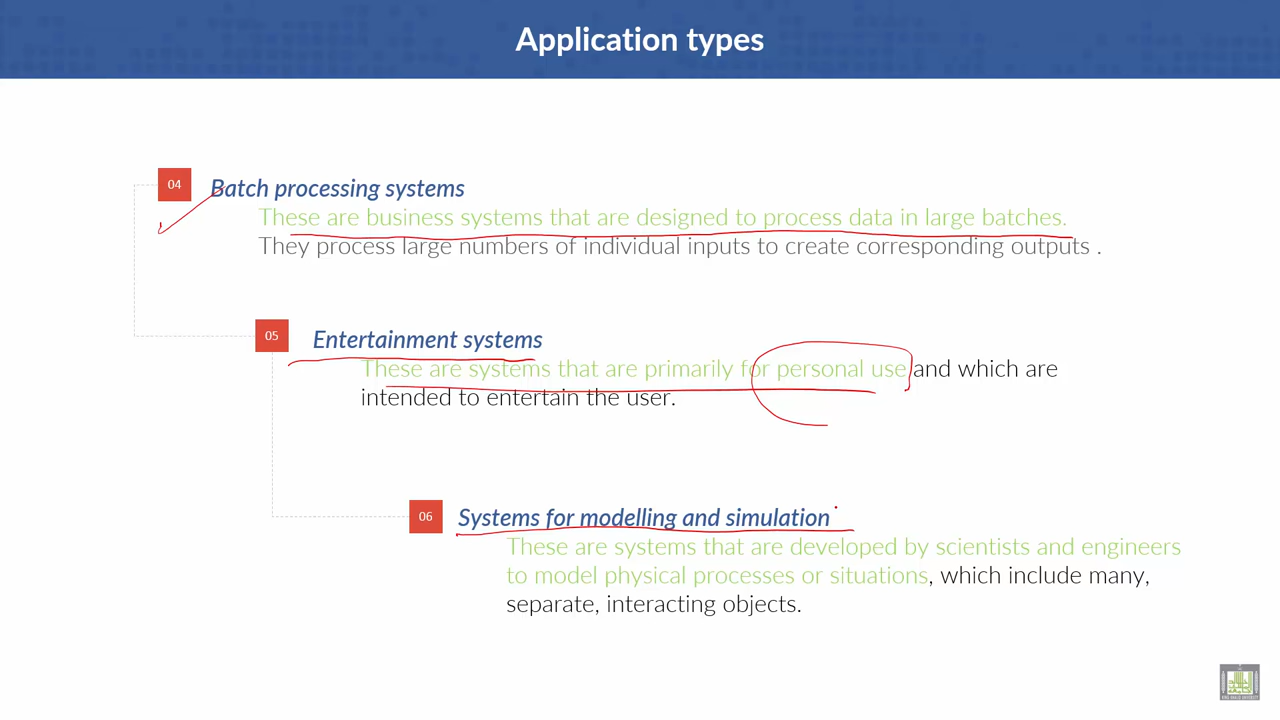 Application types
04
Batch processing systems
These are business systems that are designed to process data in large batches.
They process large numbers of individual inputs to create corresponding outputs .
05
Entertainment systems
These are systems that are primarily for personal use and which are
intended to entertain the user.
06
Systems for modelling and simulation
These are systems that are developed by scientists and engineers
to model physical processes or situations, which include many,
separate, interacting objects.